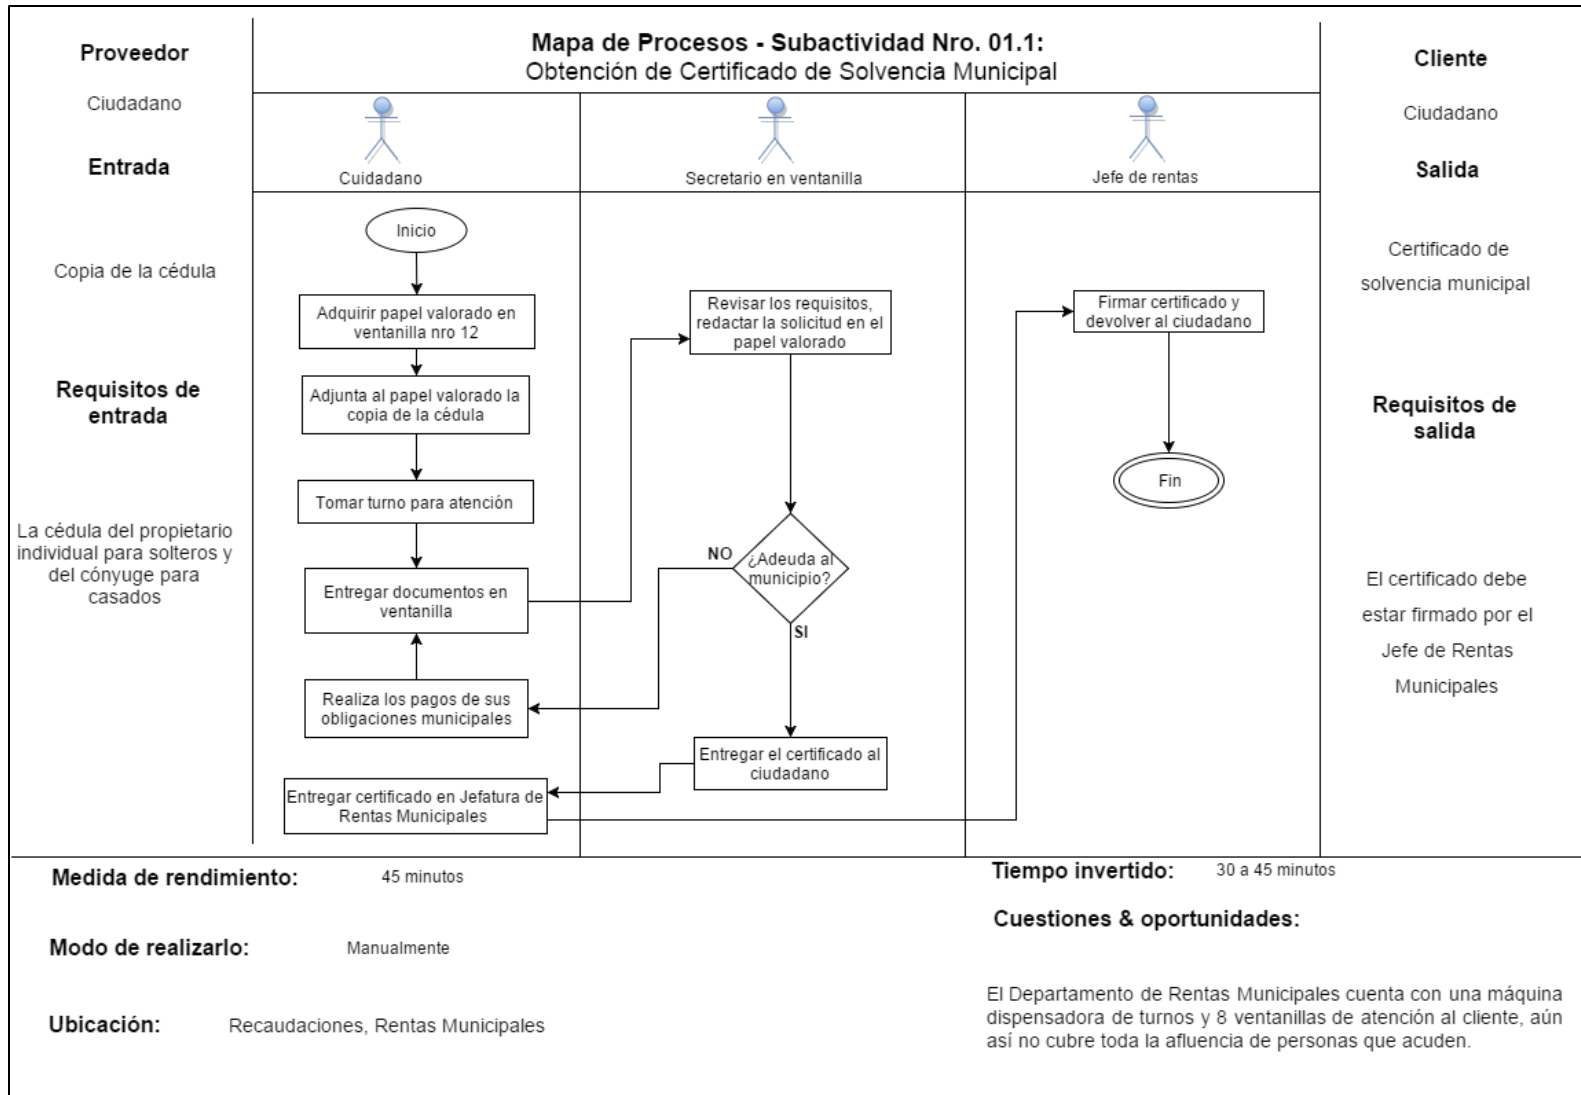 Proveedor
Ciudadano
Entrada
Copia de la cédula
Requisitos de
entrada
La cédula del propietario
individual para solteros y
del cónyuge para
casados
Mapa de Procesos - Subactividad Nro. 01.1:
Obtención de Certificado de Solvencia Municipal
Cuidadano
Secretario en ventanilla
Jefe de rentas
Inicio
Adquirir papel valorado en
ventanilla nro 12
Adjunta al papel valorado la
copia de la cédula
Tomar turno para atención
Entregar documentos en
ventanilla
Realiza los pagos de sus
obligaciones municipales
Entregar certificado en Jefatura de
Rentas Municipales
Revisar los requisitos,
redactar la solicitud en el
papel valorado
NO
¿Adeuda al
municipio?
SI
Entregar el certificado al
ciudadano
Firmar certificado y
devolver al ciudadano
Fin
Cliente
Ciudadano
Salida
Certificado de
solvencia municipal
Requisitos de
salida
El certificado debe
estar firmado por el
Jefe de Rentas
Municipales
Medida de rendimiento: 45 minutos
Modo de realizarlo: Manualmente
Ubicación: Recaudaciones, Rentas Municipales
Tiempo invertido: 30 a 45 minutos
Cuestiones & oportunidades:
El Departamento de Rentas Municipales cuenta con una máquina
dispensadora de turnos y 8 ventanillas de atención al cliente, aún
así no cubre toda la afluencia de personas que acuden.